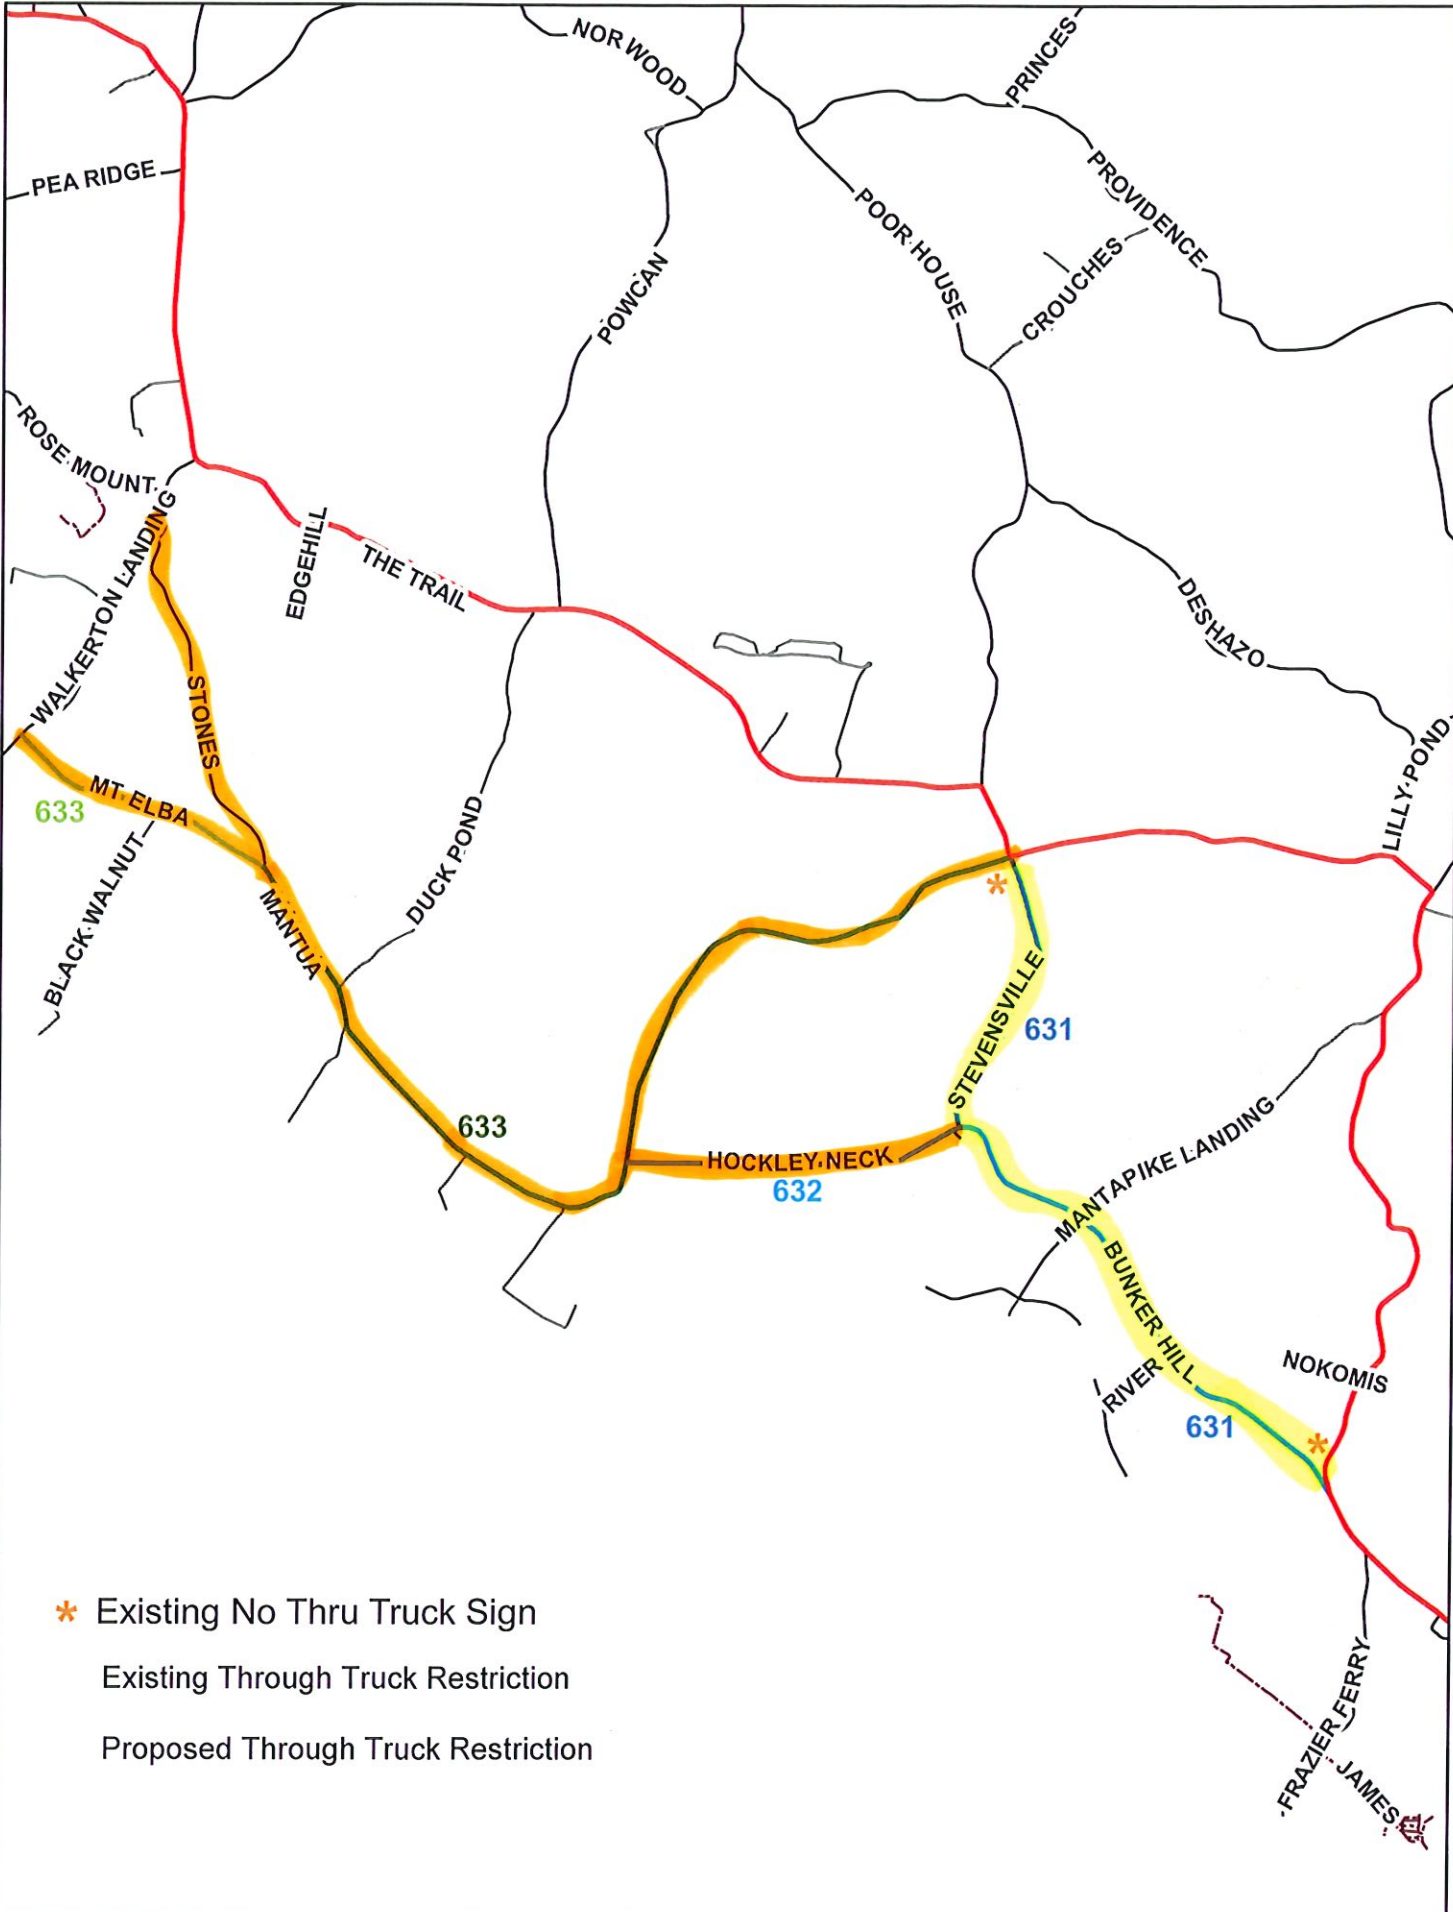 NORWOOD
PRINCES
PEA RIDGE
PROVIDENCE
POOR HOUSE
CROUCHES
POWCAN
ROSE MOUNT
WALKERTON LANDING
EDGEHILL
THE TRAIL
DESHAZO
STONES
LILLY POND
MT. ELBA
633
DUCK POND
BLACK WALNUT
MANTUA
STEVENSVILLE
631
633
HOCKLEY NECK
632
MANTAPIKE LANDING
BUNKER HILL
NOKOMIS
RIVER
631
* Existing No Thru Truck Sign
Existing Through Truck Restriction
Proposed Through Truck Restriction
FRAZIER FERRY
JAMES